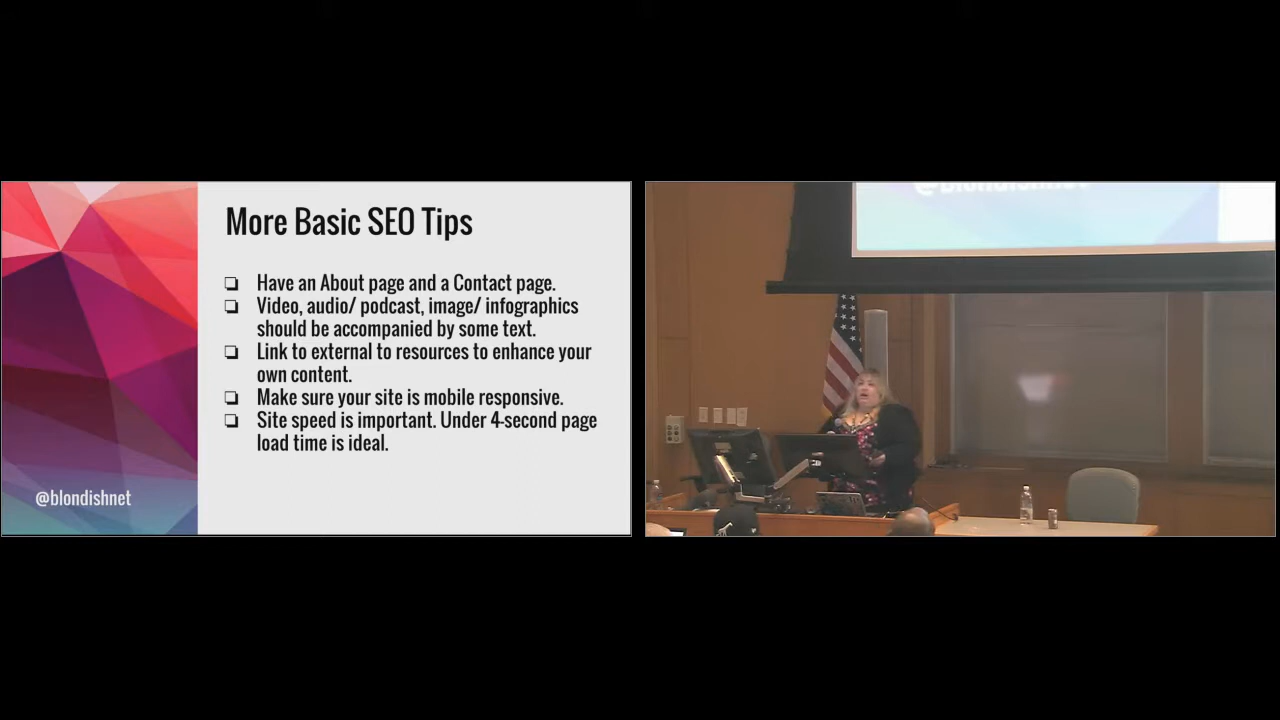 More Basic SEO Tips
❏ Have an About page and a Contact page.
❏ Video, audio/ podcast, image/ infographics
should be accompanied by some text.
❏ Link to external to resources to enhance your
own content.
❏ Make sure your site is mobile responsive.
❏ Site speed is important. Under 4-second page
load time is ideal.
@blondishnet
@blondishnet